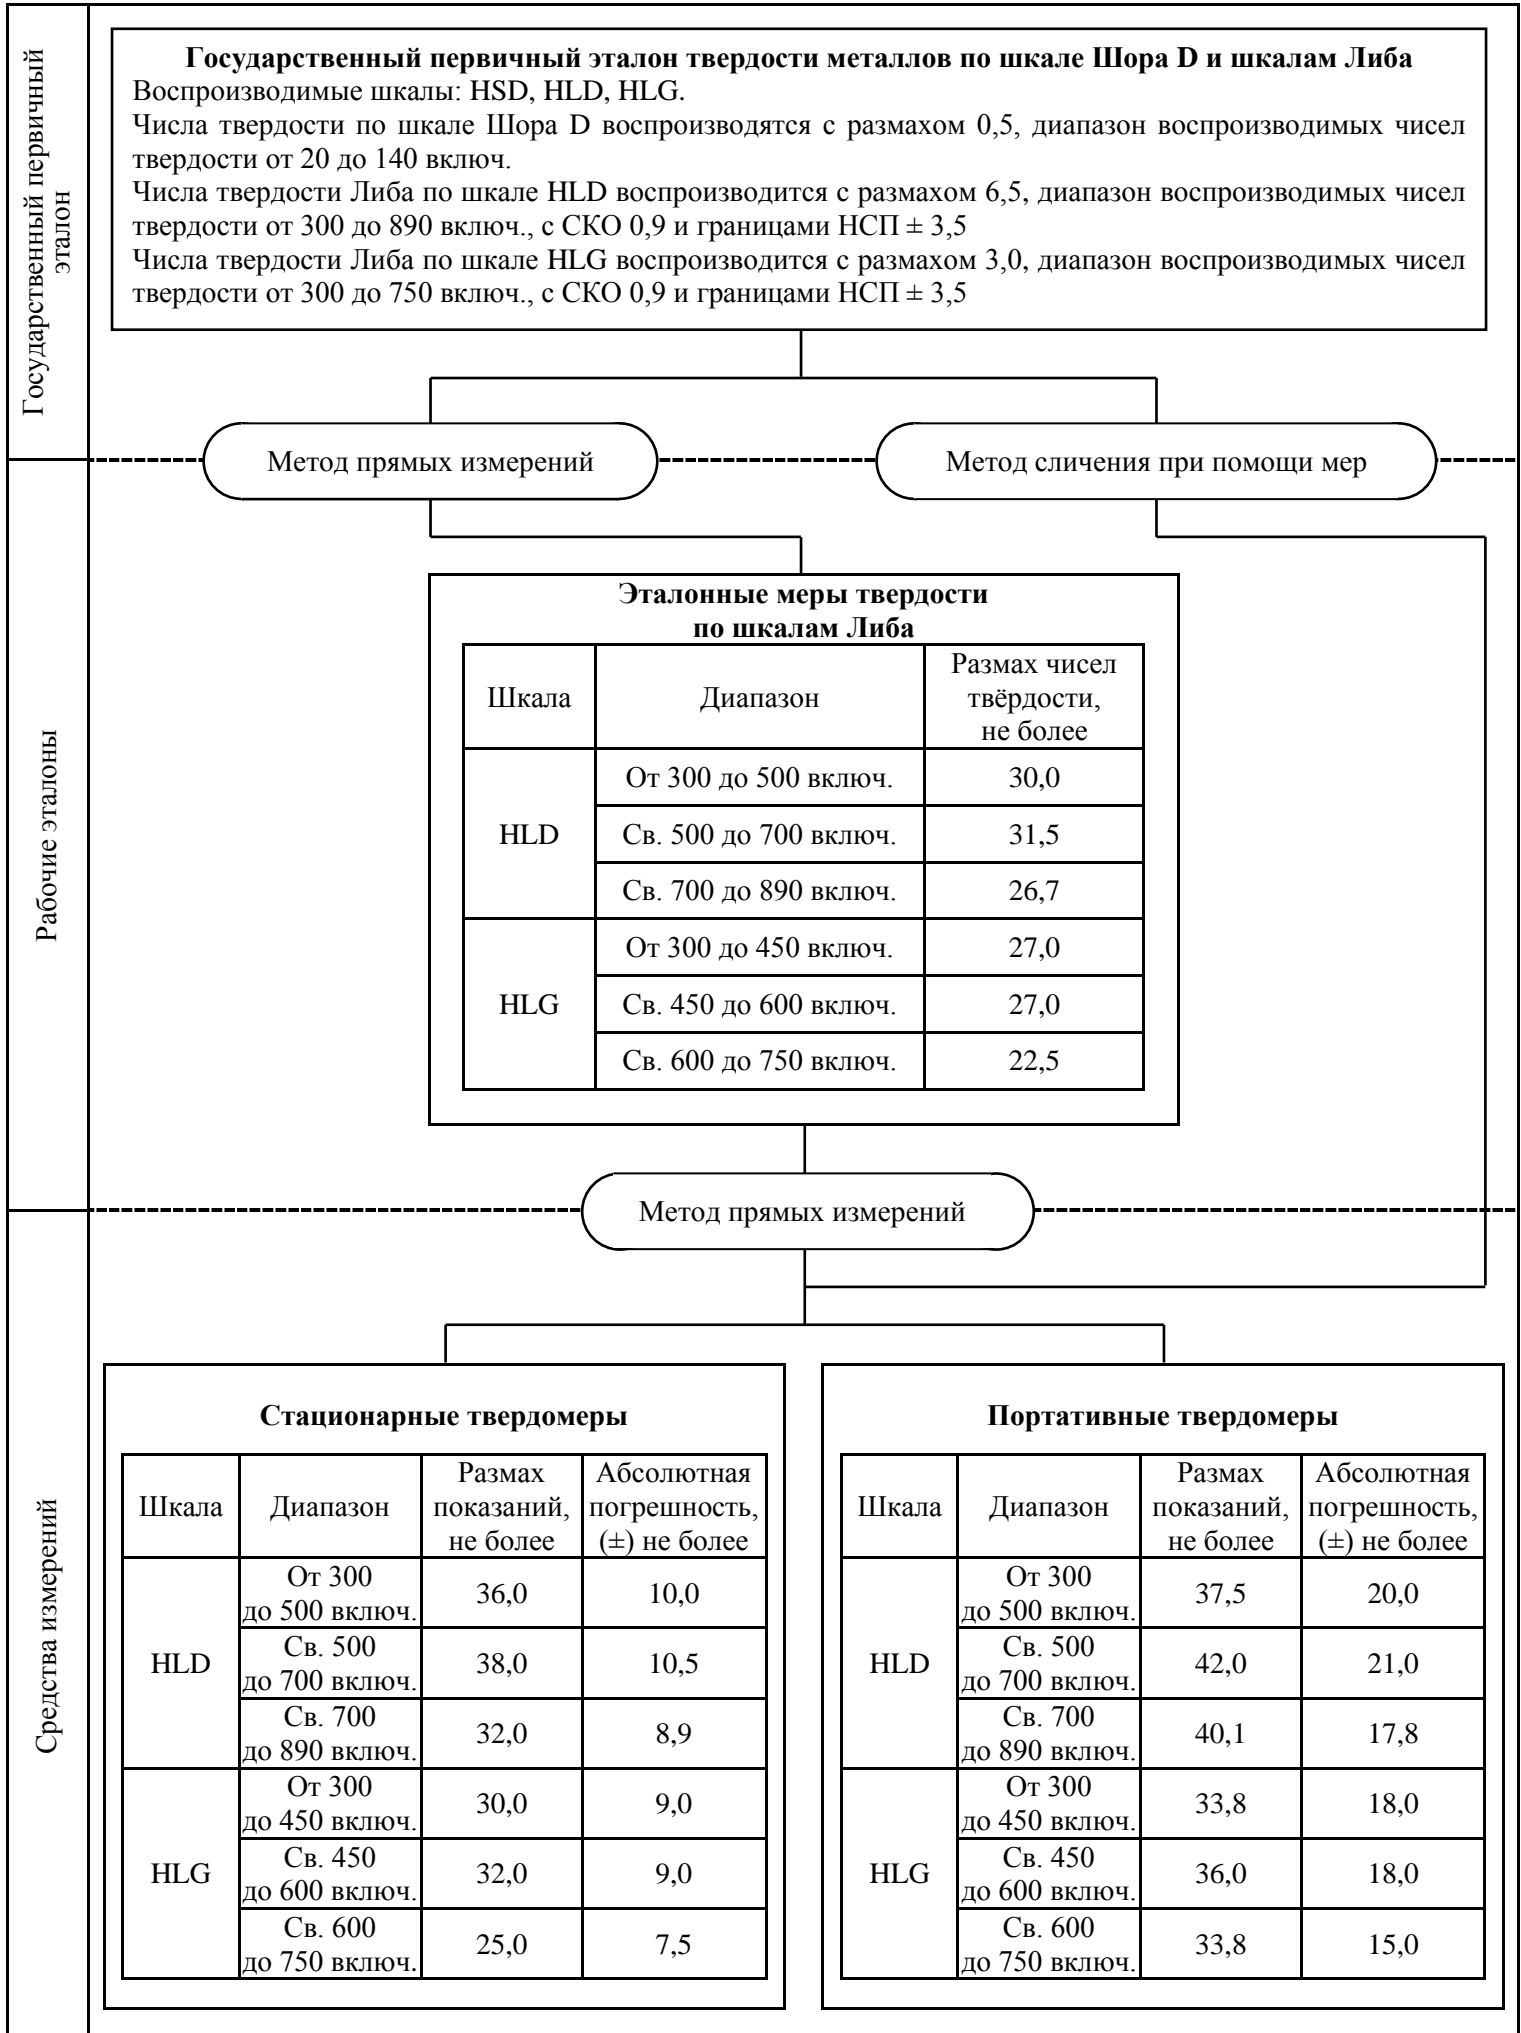 Государственный первичный
эталон
Государственный первичный эталон твердости металлов по шкале Шора D и шкалам Либа
Воспроизводимые шкалы: HSD, HLD, HLG.
Числа твердости по шкале Шора D воспроизводятся с размахом 0,5, диапазон воспроизводимых чисел
твердости от 20 до 140 включ.
Числа твердости Либа по шкале HLD воспроизводится с размахом 6,5, диапазон воспроизводимых чисел
твердости от 300 до 890 включ., с СКО 0,9 и границами НСП ± 3,5
Числа твердости Либа по шкале HLG воспроизводится с размахом 3,0, диапазон воспроизводимых чисел
твердости от 300 до 750 включ., с СКО 0,9 и границами НСП ± 3,5
Метод прямых измерений
Метод сличения при помощи мер
Рабочие эталоны
Эталонные меры твердости
по шкалам Либа
Шкала
Диапазон
Размах чисел
твёрдости,
не более
HLD
От 300 до 500 включ.
30,0
Св. 500 до 700 включ.
31,5
Св. 700 до 890 включ.
26,7
HLG
От 300 до 450 включ.
27,0
Св. 450 до 600 включ.
27,0
Св. 600 до 750 включ.
22,5
Метод прямых измерений
Средства измерений
Стационарные твердомеры
Шкала
Диапазон
Размах
показаний,
не более
Абсолютная
погрешность,
(±) не более
HLD
От 300
до 500 включ.
36,0
10,0
Св. 500
до 700 включ.
38,0
10,5
Св. 700
до 890 включ.
32,0
8,9
HLG
От 300
до 450 включ.
30,0
9,0
Св. 450
до 600 включ.
32,0
9,0
Св. 600
до 750 включ.
25,0
7,5
Портативные твердомеры
Шкала
Диапазон
Размах
показаний,
не более
Абсолютная
погрешность,
(±) не более
HLD
От 300
до 500 включ.
37,5
20,0
Св. 500
до 700 включ.
42,0
21,0
Св. 700
до 890 включ.
40,1
17,8
HLG
От 300
до 450 включ.
33,8
18,0
Св. 450
до 600 включ.
36,0
18,0
Св. 600
до 750 включ.
33,8
15,0